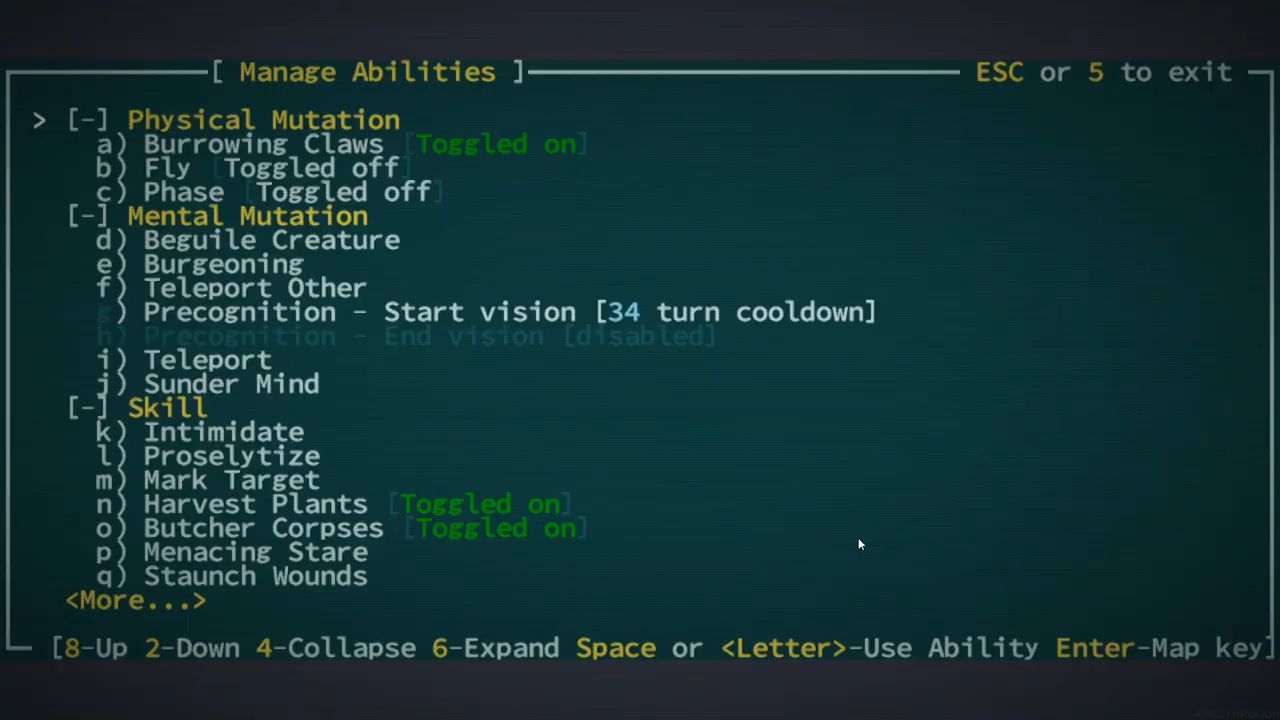 [ Manage Abilities ] ESC or 5 to exit
> [-] Physical Mutation
a) Burrowing Claws [Toggled on]
b) Fly [Toggled off]
c) Phase [Toggled off]
[-] Mental Mutation
d) Beguile Creature
e) Burgeoning
f) Teleport Other
g) Precognition - Start vision [34 turn cooldown]
h) Precognition - End vision [disabled]
i) Teleport
j) Sunder Mind
[-] Skill
k) Intimidate
l) Proselytize
m) Mark Target
n) Harvest Plants [Toggled on]
o) Butcher Corpses [Toggled on]
p) Menacing Stare
q) Staunch Wounds
<More...>
[8-Up 2-Down 4-Collapse 6-Expand Space or <Letter>-Use Ability Enter-Map key]